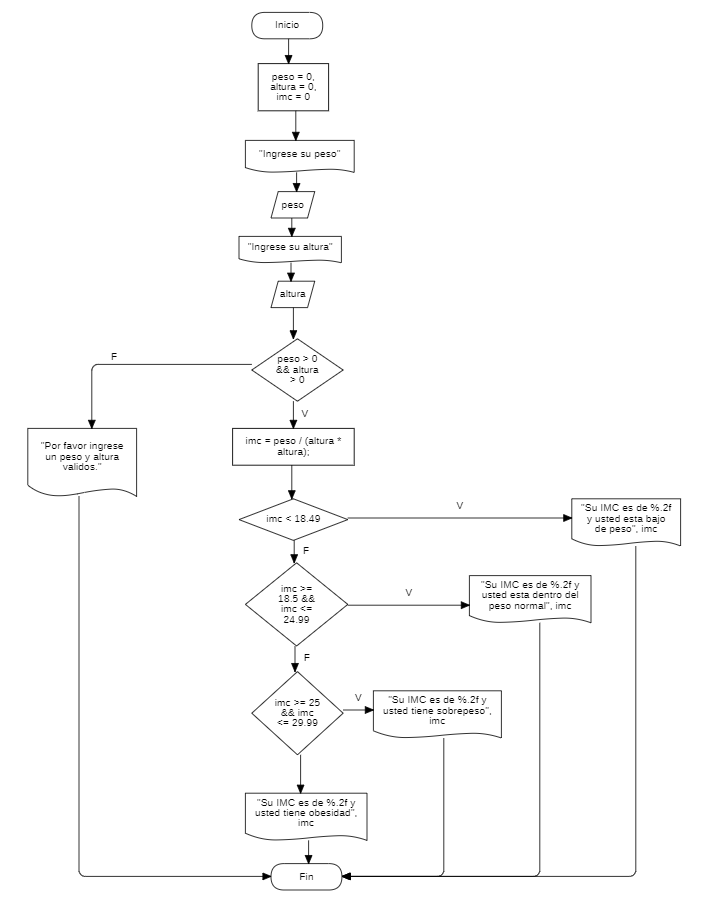 Inicio
peso = 0,
altura = 0,
imc = 0
"Ingrese su peso"
peso
"Ingrese su altura"
altura
peso > 0
&& altura
> 0
F
V
"Por favor ingrese
un peso y altura
validos."
imc = peso / (altura *
altura);
imc < 18.49
V
"Su IMC es de %.2f
y usted esta bajo
de peso", imc
F
imc >=
18.5 &&
imc <=
24.99
V
"Su IMC es de %.2f y
usted esta dentro del
peso normal", imc
F
imc >= 25
&& imc
<= 29.99
V
"Su IMC es de %.2f y
usted tiene sobrepeso",
imc
"Su IMC es de %.2f y
usted tiene obesidad",
imc
Fin